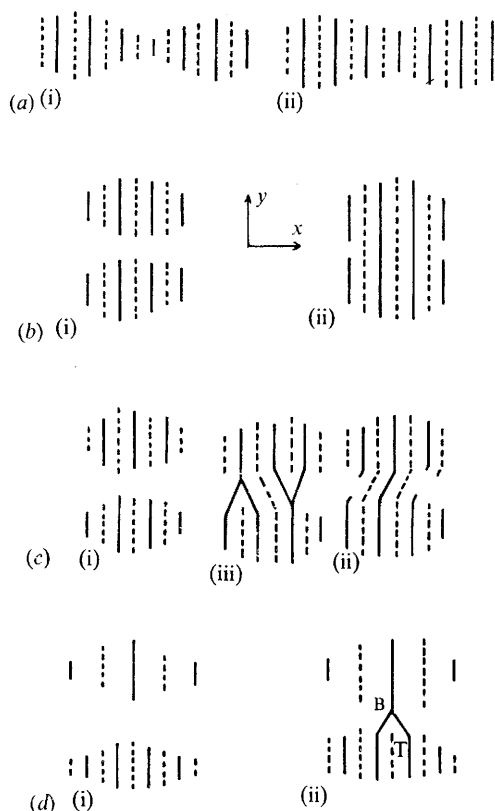 (a) (i) (ii)
y
x
(b) (i) (ii)
(c) (i) (iii) (ii)
B
T
(d) (i) (ii)